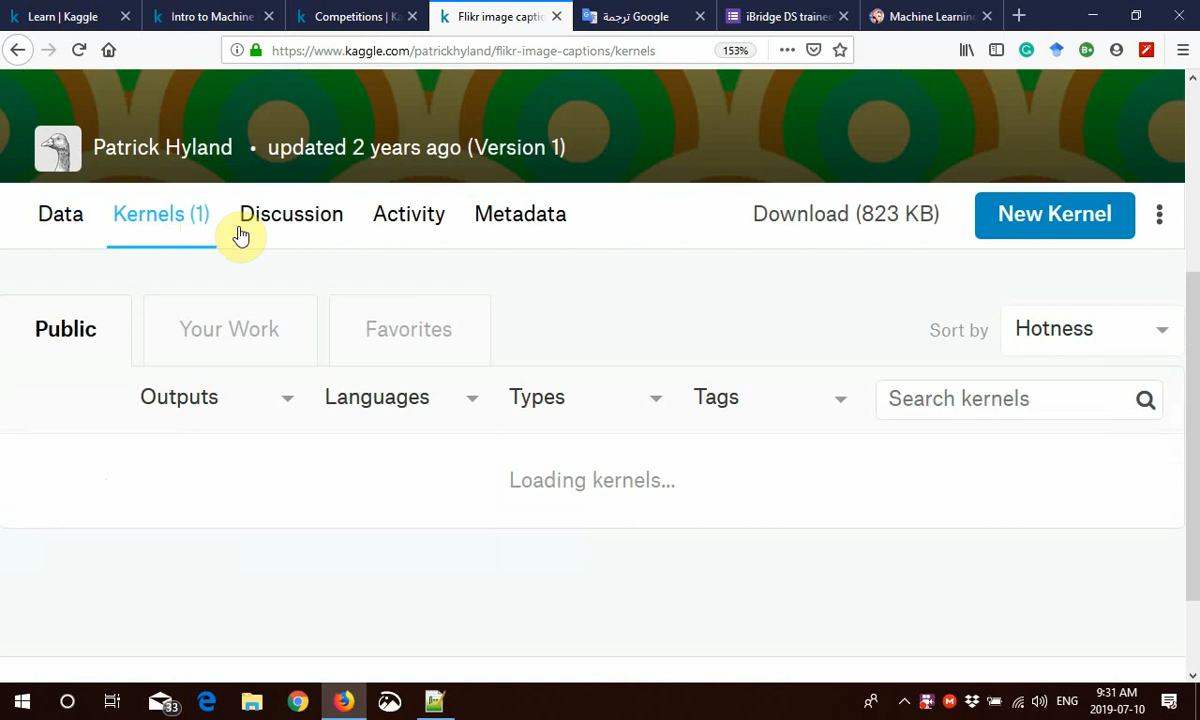 Learn | Kaggle
Intro to Machine
Competitions | Ka
Flikr image captio
ترجمة Google
iBridge DS trainee
Machine Learning
https://www.kaggle.com/patrickhyland/flikr-image-captions/kernels
153%
Patrick Hyland • updated 2 years ago (Version 1)
Data Kernels (1) Discussion Activity Metadata Download (823 KB) New Kernel
Public Your Work Favorites Sort by Hotness
Outputs Languages Types Tags Search kernels
Loading kernels...
33
ENG
9:31 AM
2019-07-10